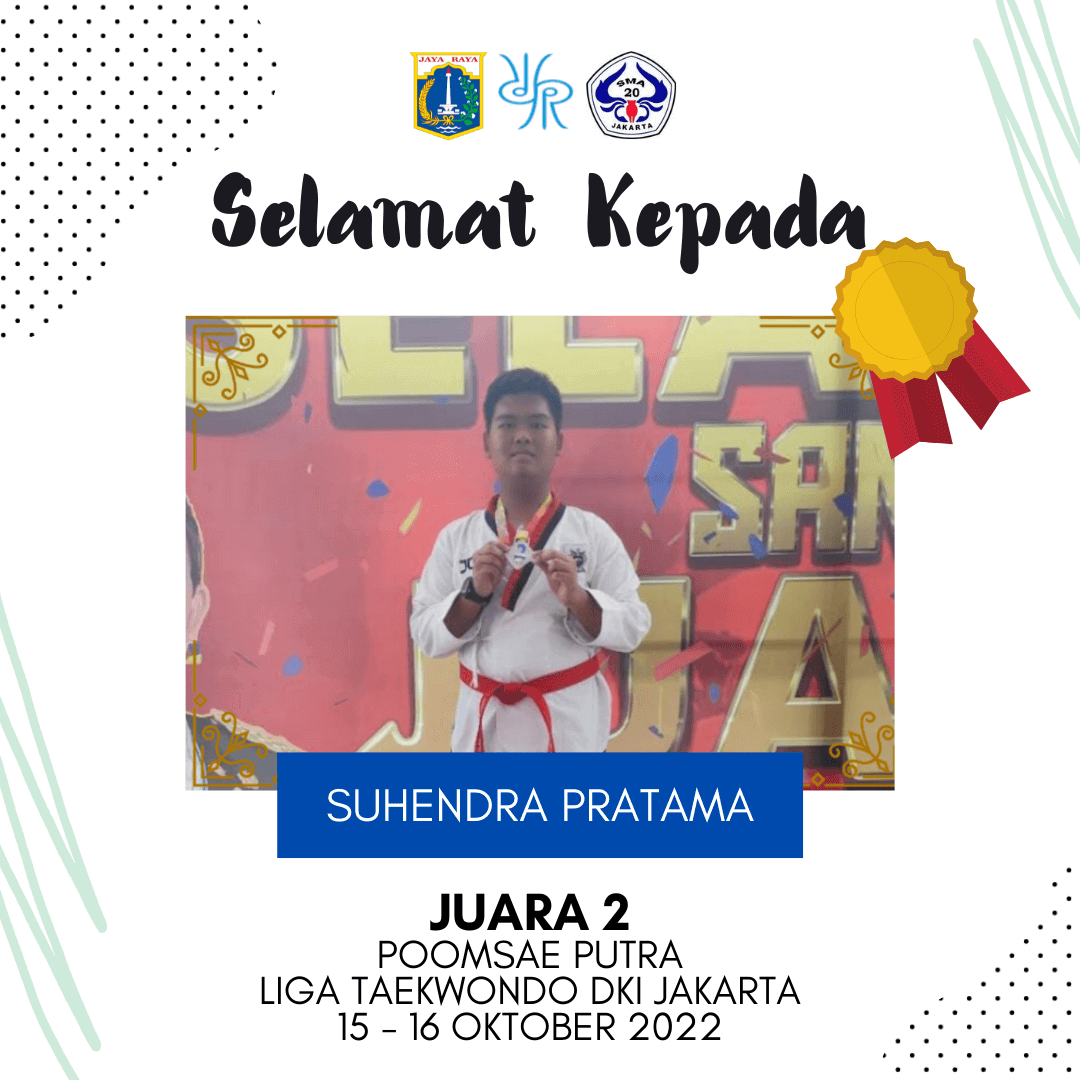 JAYA RAYA
SMA
20
JAKARTA
Selamat Kepada
SUHENDRA PRATAMA
JUARA 2
POOMSAE PUTRA
LIGA TAEKWONDO DKI JAKARTA
15 - 16 OKTOBER 2022